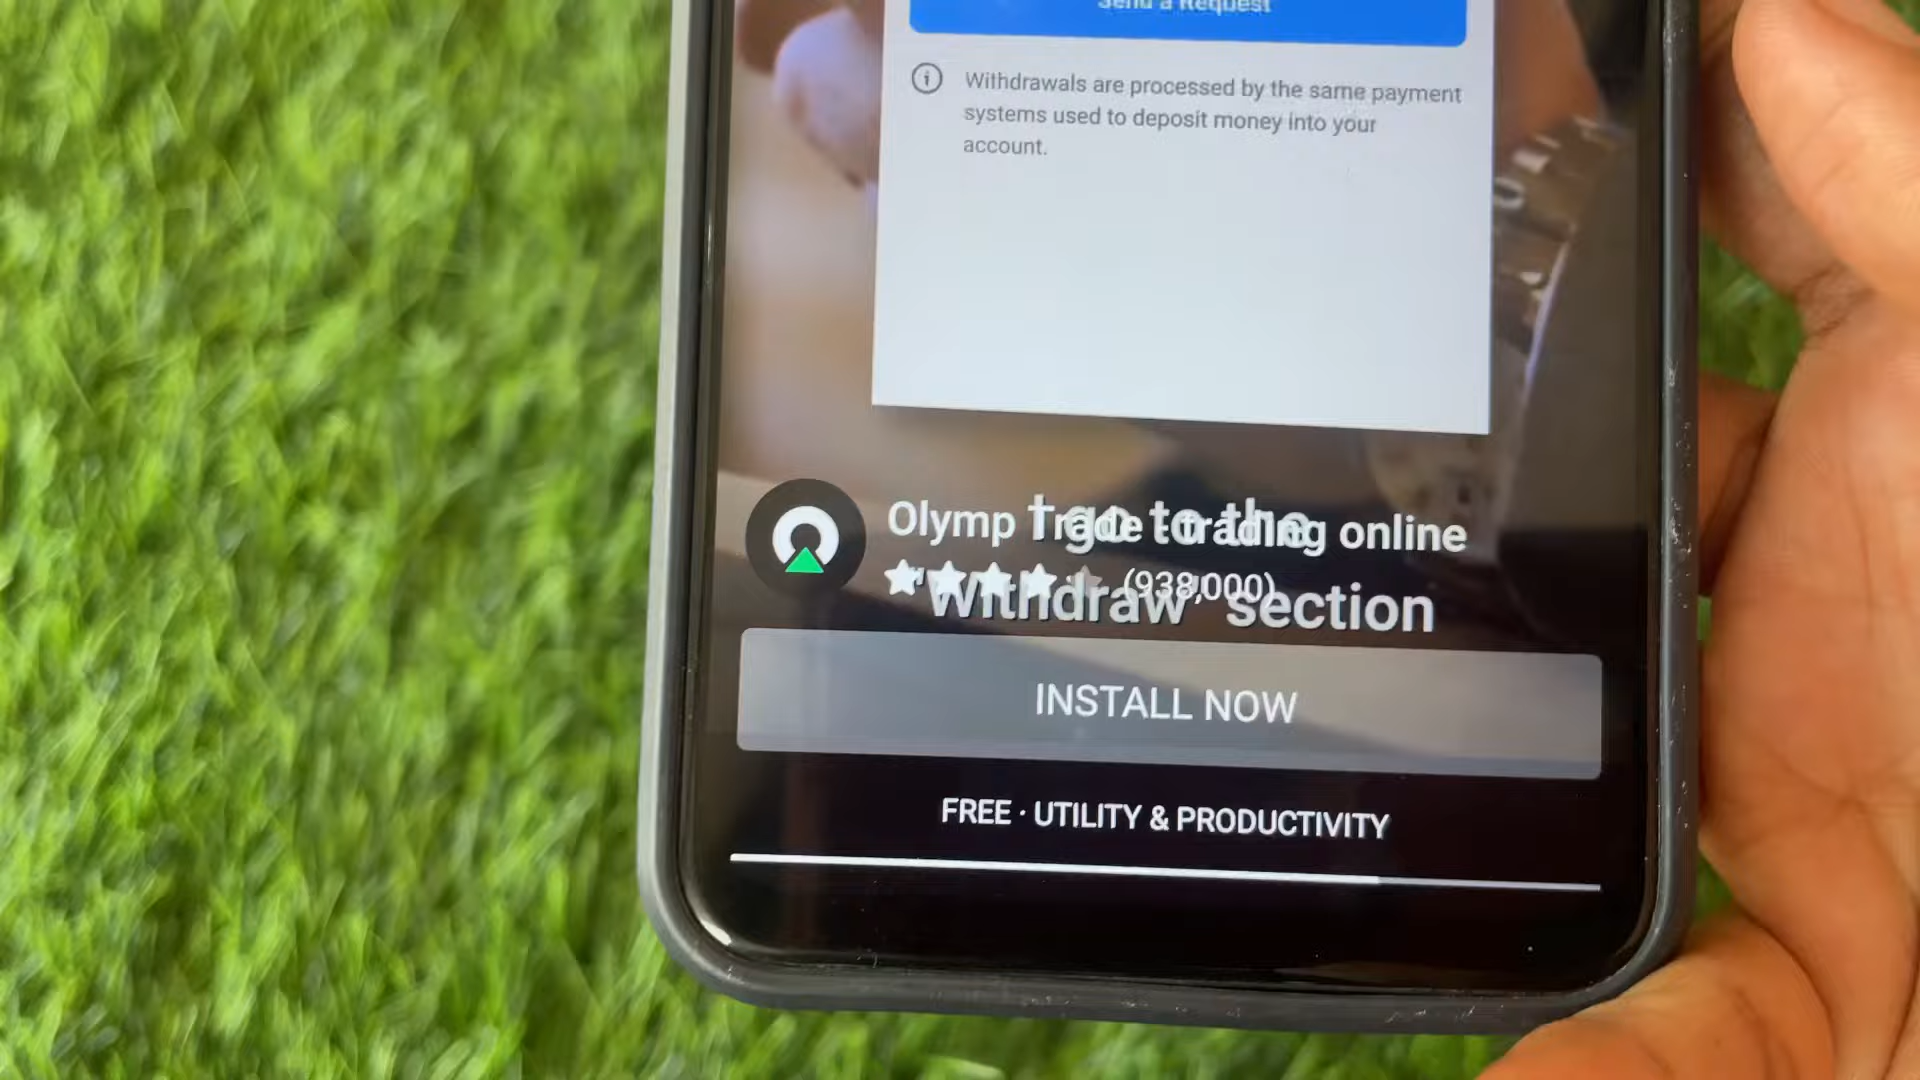 Send a Request
Withdrawals are processed by the same payment
systems used to deposit money into your
account.
Olymp Trade - trading online
I go to the
(938,000)
"Withdraw" section
INSTALL NOW
FREE · UTILITY & PRODUCTIVITY